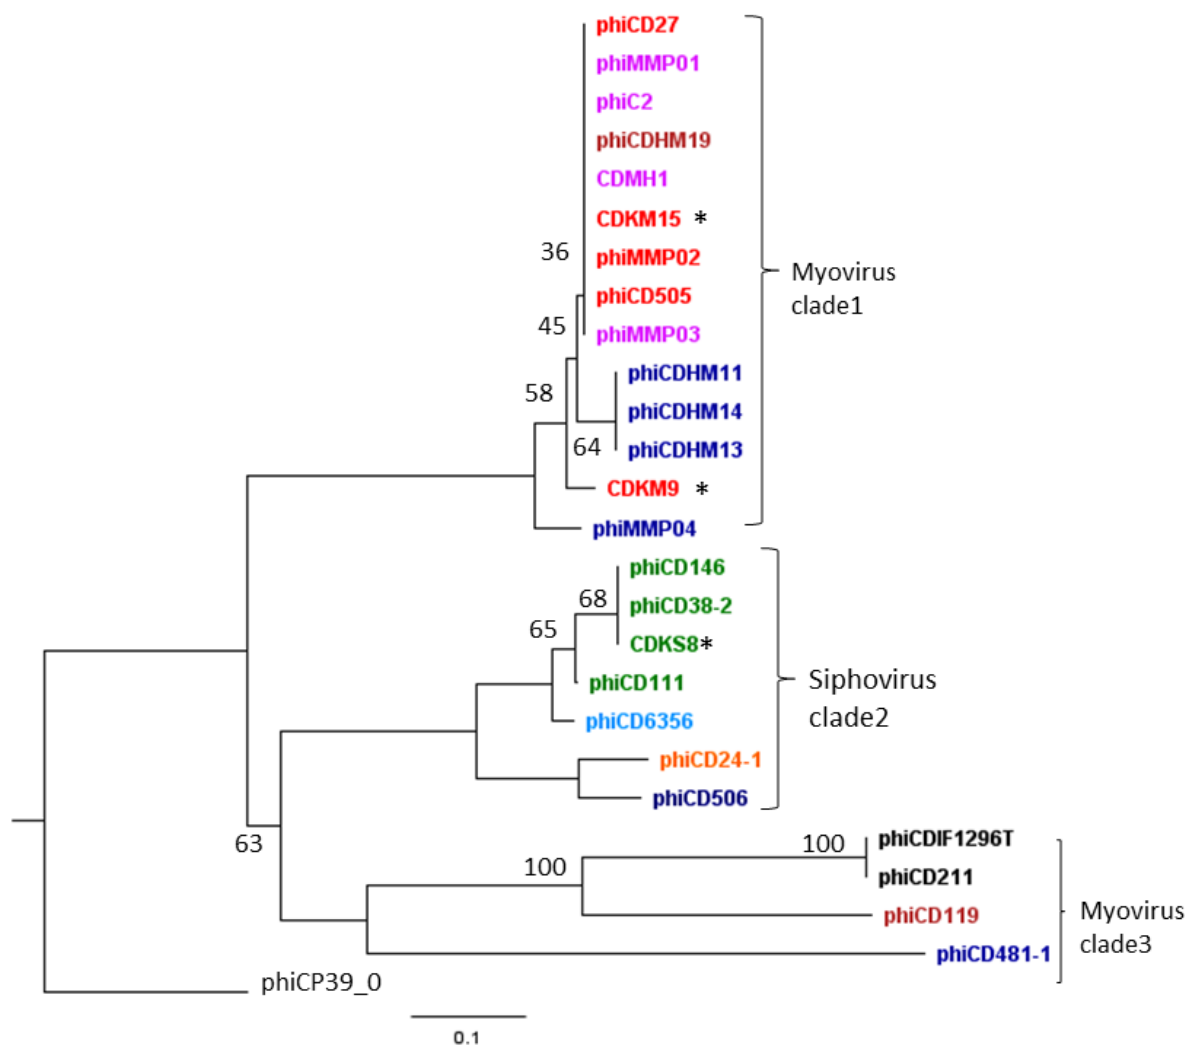 phiCD27
phiMMP01
phiC2
phiCDHM19
CDMH1
CDKM15 *
36
phiMMP02
phiCD505
45
phiMMP03
Myovirus
clade1
phiCDHM11
58
phiCDHM14
64
phiCDHM13
CDKM9 *
phiMMP04
phiCD146
68
phiCD38-2
65
CDKS8*
phiCD111
Siphovirus
clade2
phiCD6356
phiCD24-1
phiCD506
63
100
phiCDIF1296T
100
phiCD211
phiCD119
Myovirus
clade3
phiCD481-1
phiCP39_0
0.1